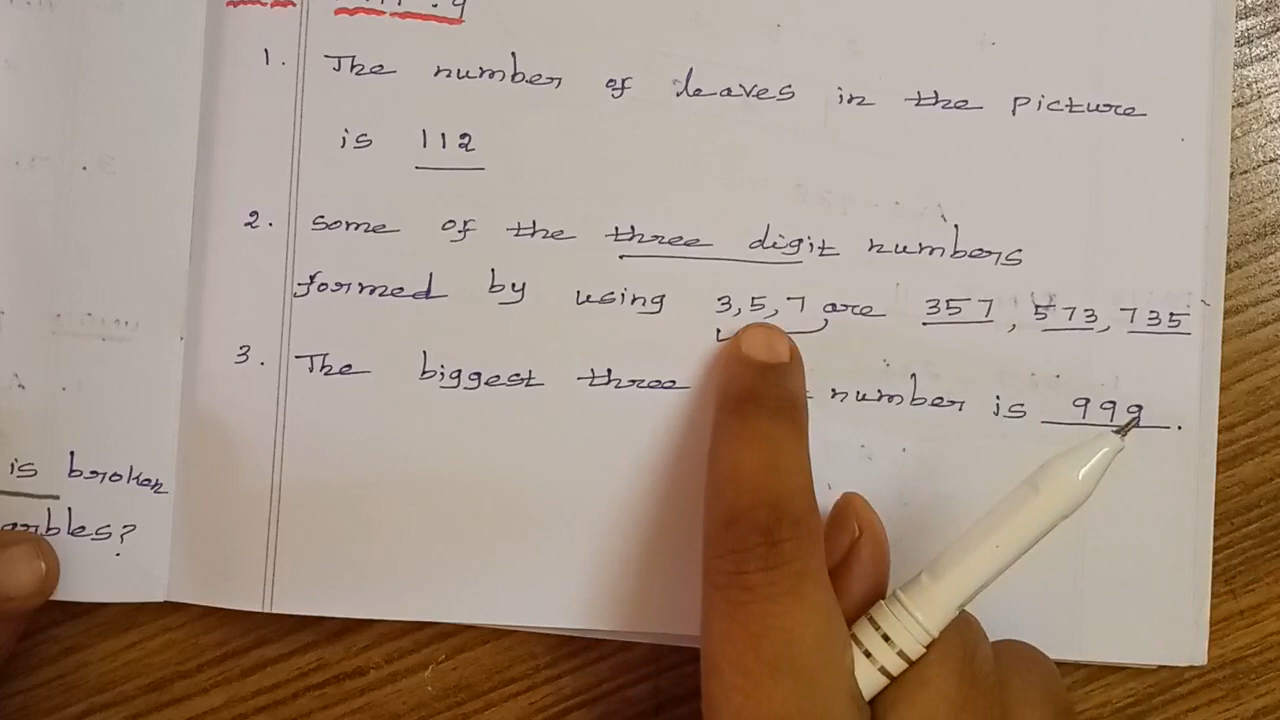 is broken
arbles?
1. The number of leaves in the picture
is 112
2. some of the three digit numbers
formed by using 3,5,7 are 357, 573, 735
3. The biggest three number is 999.